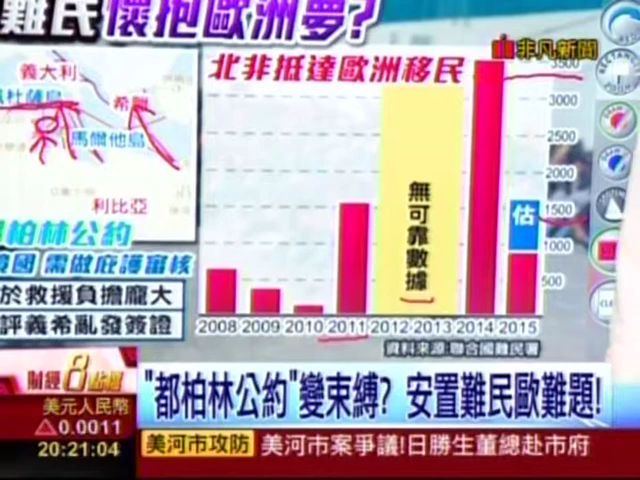 難民懷抱歐洲夢?
非凡新聞
北非抵達歐洲移民
義大利
杜薩島
希臘
馬爾他島
利比亞
柏林公約
國 需做庇護審核
於救援負擔龐大
評義希亂發簽證
3500
3000
2500
2000
1500
1000
500
無可靠數據
估
2008 2009 2010 2011 2012 2013 2014 2015
資料來源:聯合國難民署
財經8點檔
"都柏林公約"變束縛? 安置難民歐難題!
美元人民幣
△0.0011
20:21:04
美河市攻防
美河市案爭議!日勝生董總赴市府